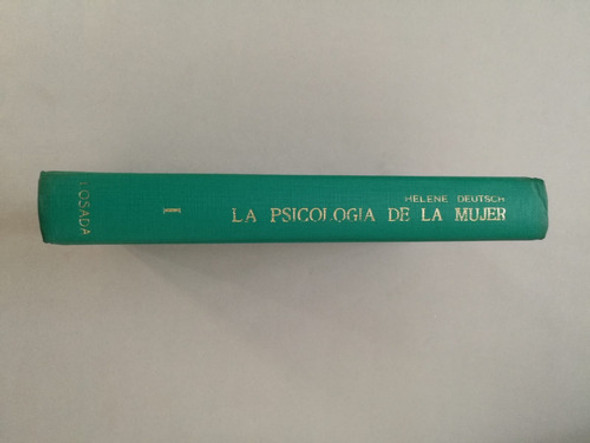 HELENE DEUTSCH
LA PSICOLOGIA DE LA MUJER
I
LOSADA